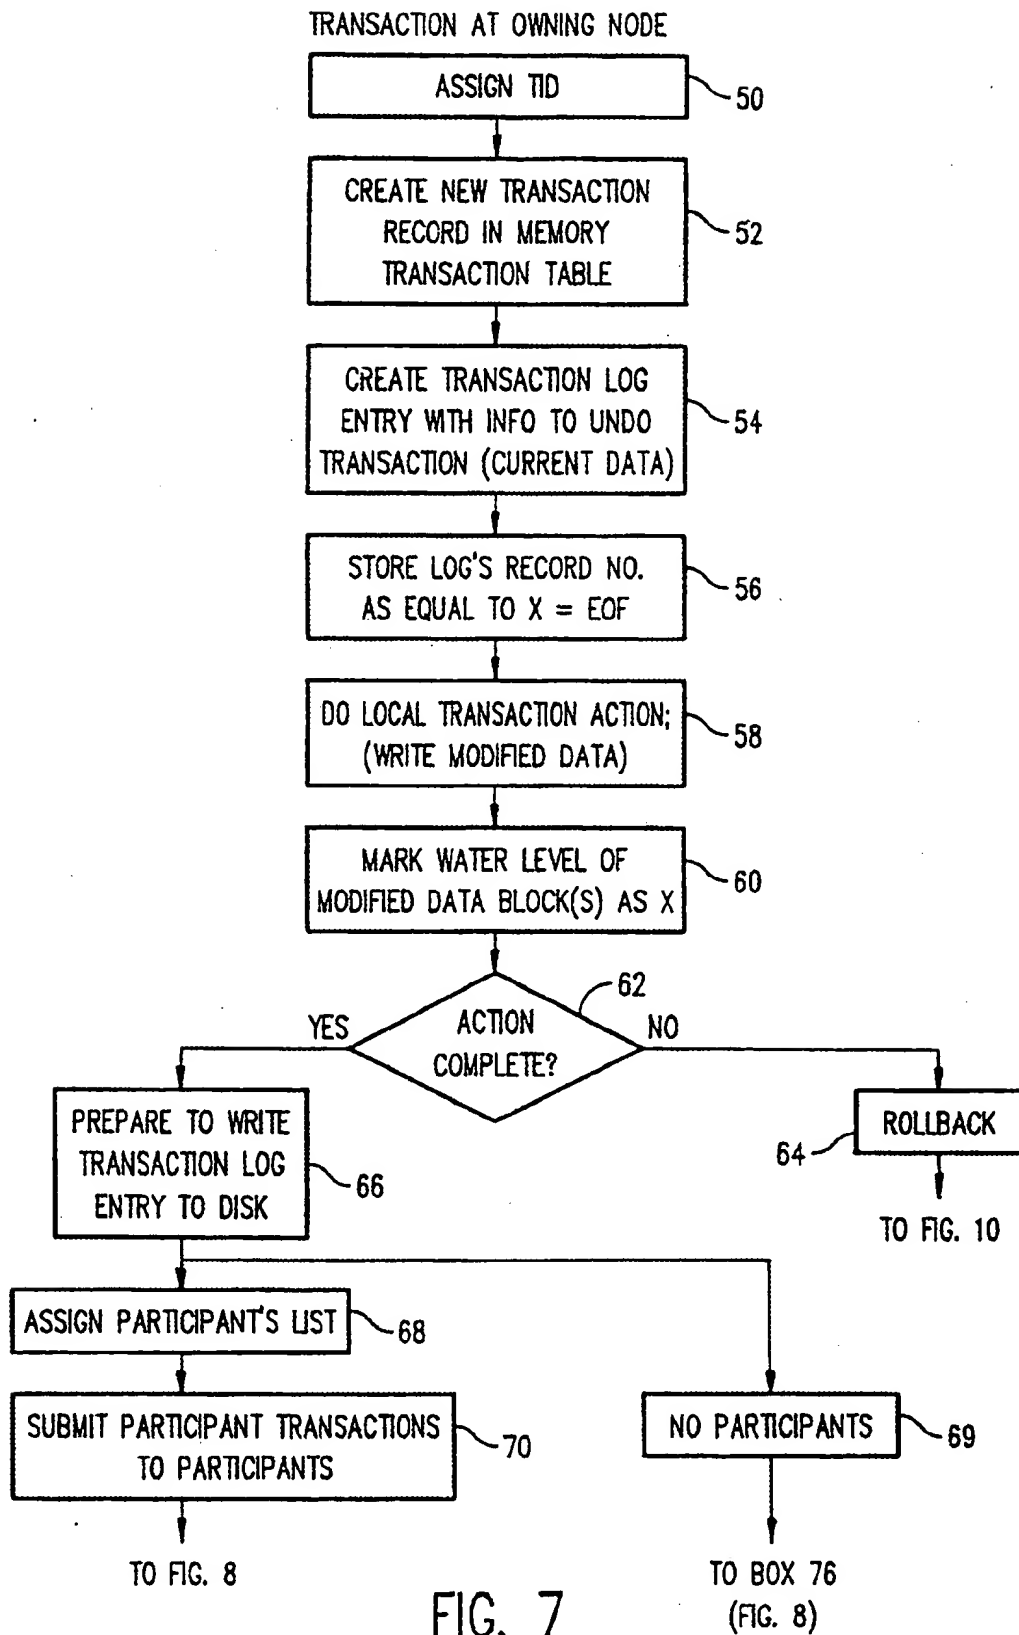 TRANSACTION AT OWNING NODE
ASSIGN TID
50
CREATE NEW TRANSACTION
RECORD IN MEMORY
TRANSACTION TABLE
52
CREATE TRANSACTION LOG
ENTRY WITH INFO TO UNDO
TRANSACTION (CURRENT DATA)
54
STORE LOG'S RECORD NO.
AS EQUAL TO X = EOF
56
DO LOCAL TRANSACTION ACTION;
(WRITE MODIFIED DATA)
58
MARK WATER LEVEL OF
MODIFIED DATA BLOCK(S) AS X
60
62
YES
ACTION
COMPLETE?
NO
PREPARE TO WRITE
TRANSACTION LOG
ENTRY TO DISK
66
ROLLBACK
64
TO FIG. 10
ASSIGN PARTICIPANT'S LIST
68
SUBMIT PARTICIPANT TRANSACTIONS
TO PARTICIPANTS
70
NO PARTICIPANTS
69
TO FIG. 8
TO BOX 76
(FIG. 8)
FIG. 7